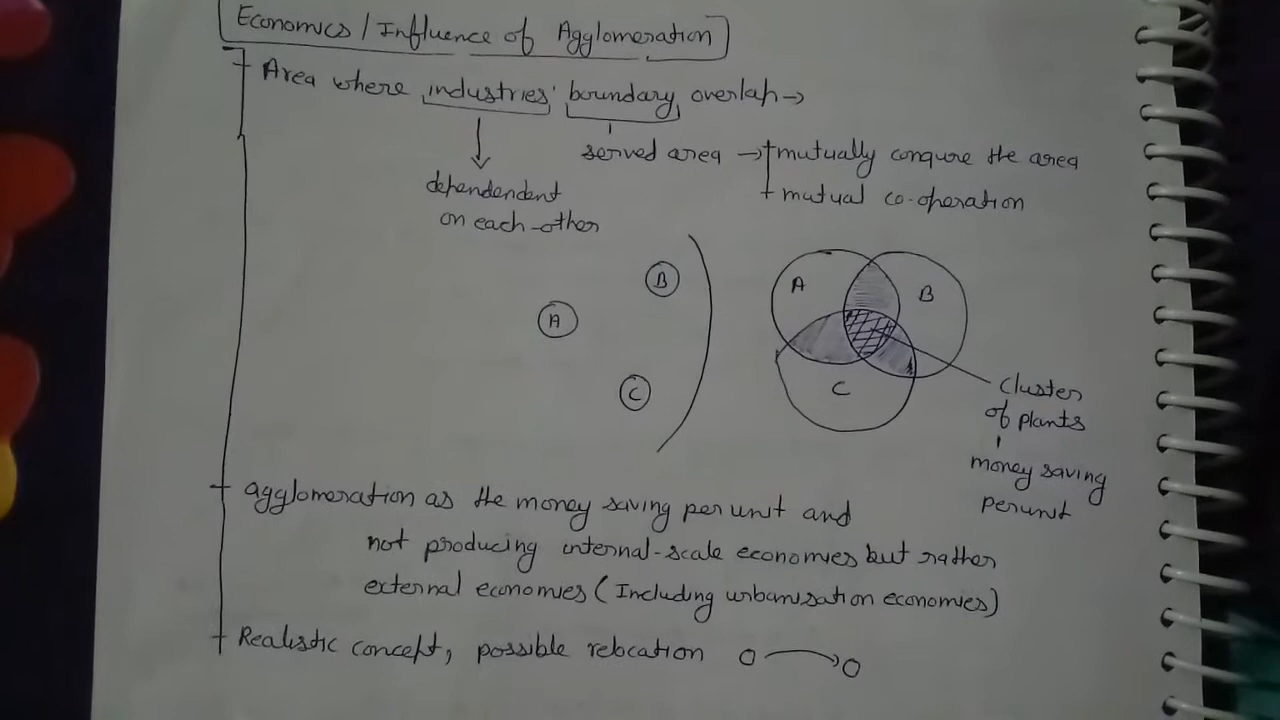 Economics / Influence of Agglomeration
Area where industries' boundary overlap →
served area → mutually conqure the area
mutual co-operation
dependendent
on each-other
A
B
C
A
B
C
Cluster
of plants
money saving
perunit
agglomeration as the money saving per unit and
not producing internal-scale economies but rather
external economies (Including urbanisation economies)
Realistic concept, possible relocation